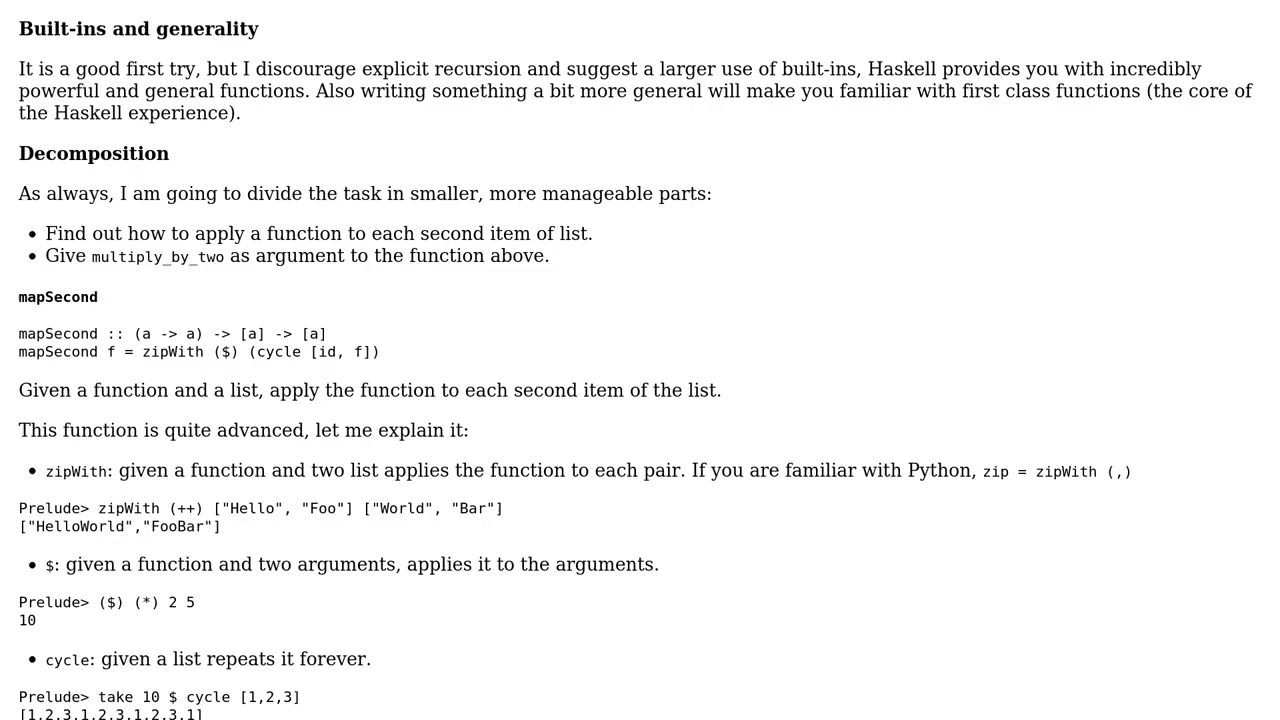 Built-ins and generality
It is a good first try, but I discourage explicit recursion and suggest a larger use of built-ins, Haskell provides you with incredibly
powerful and general functions. Also writing something a bit more general will make you familiar with first class functions (the core of
the Haskell experience).
Decomposition
As always, I am going to divide the task in smaller, more manageable parts:
• Find out how to apply a function to each second item of list.
• Give multiply_by_two as argument to the function above.
mapSecond
mapSecond :: (a -> a) -> [a] -> [a]
mapSecond f = zipWith ($) (cycle [id, f])
Given a function and a list, apply the function to each second item of the list.
This function is quite advanced, let me explain it:
• zipWith: given a function and two list applies the function to each pair. If you are familiar with Python, zip = zipWith (,)
Prelude> zipWith (++) ["Hello", "Foo"] ["World", "Bar"]
["HelloWorld","FooBar"]
• $: given a function and two arguments, applies it to the arguments.
Prelude> ($) (*) 2 5
10
• cycle: given a list repeats it forever.
Prelude> take 10 $ cycle [1,2,3]
[1,2,3,1,2,3,1,2,3,1]